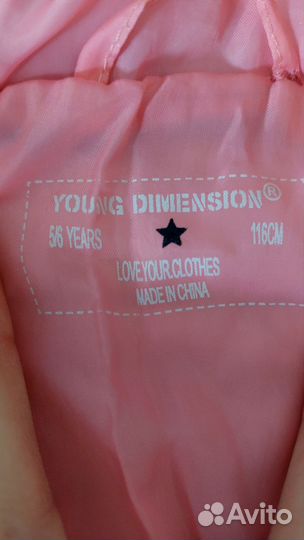 YOUNG DIMENSION®
5/6 YEARS 116CM
LOVE.YOUR.CLOTHES
MADE IN CHINA
Avito